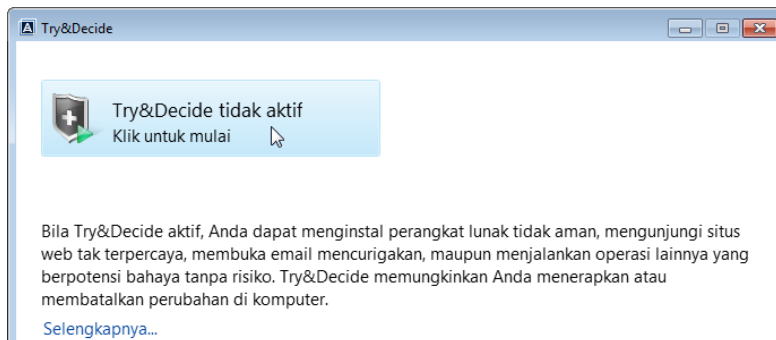 Try&Decide
Try&Decide tidak aktif
Klik untuk mulai
Bila Try&Decide aktif, Anda dapat menginstal perangkat lunak tidak aman, mengunjungi situs
web tak terpercaya, membuka email mencurigakan, maupun menjalankan operasi lainnya yang
berpotensi bahaya tanpa risiko. Try&Decide memungkinkan Anda menerapkan atau
membatalkan perubahan di komputer.
Selengkapnya...